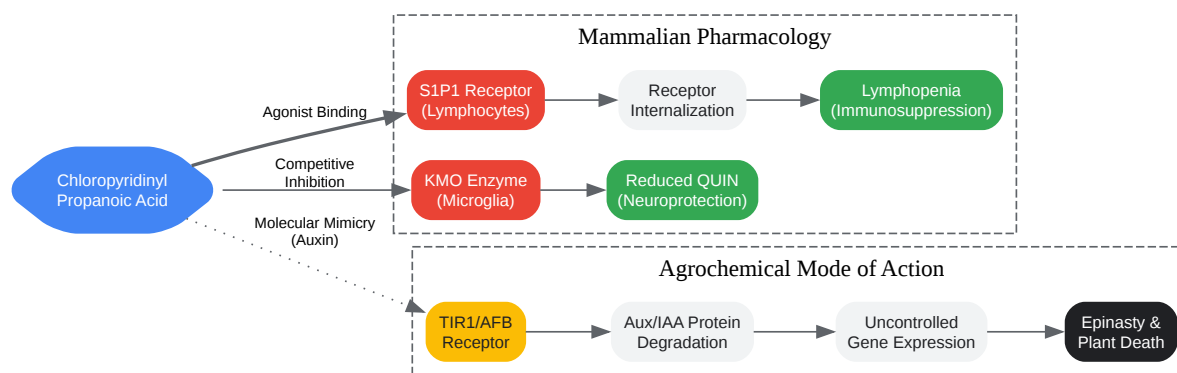 Mammalian Pharmacology
S1P1 Receptor
(Lymphocytes)
Receptor
Internalization
Lymphopenia
(Immunosuppression)
Agonist Binding
Chloropyridinyl
Propanoic Acid
Competitive
Inhibition
KMO Enzyme
(Microglia)
Reduced QUIN
(Neuroprotection)
Molecular Mimicry
(Auxin)
Agrochemical Mode of Action
TIR1/AFB
Receptor
Aux/IAA Protein
Degradation
Uncontrolled
Gene Expression
Epinasty &
Plant Death